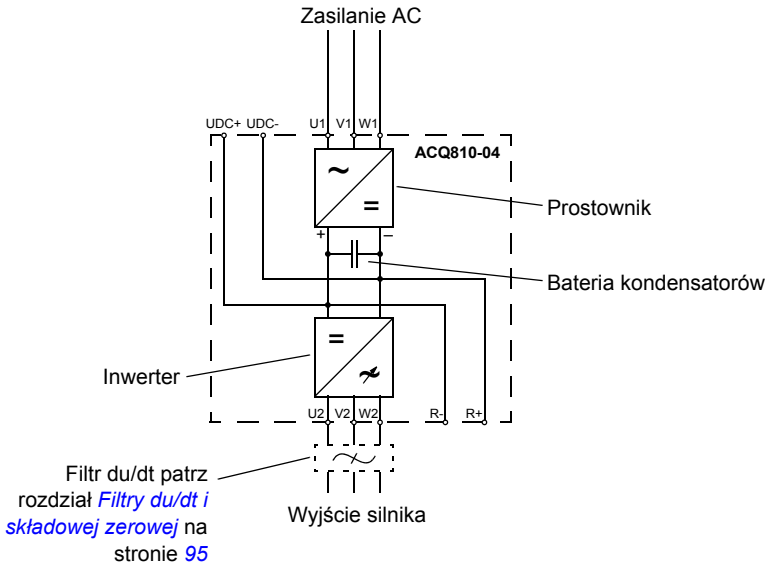 Zasilanie AC
UDC+ UDC- U1 V1 W1
ACQ810-04
~
=
Prostownik
+ –
Bateria kondensatorów
=
Inwerter
U2 V2 W2 R- R+
Filtr du/dt patrz
rozdział Filtry du/dt i
składowej zerowej na
stronie 95
Wyjście silnika